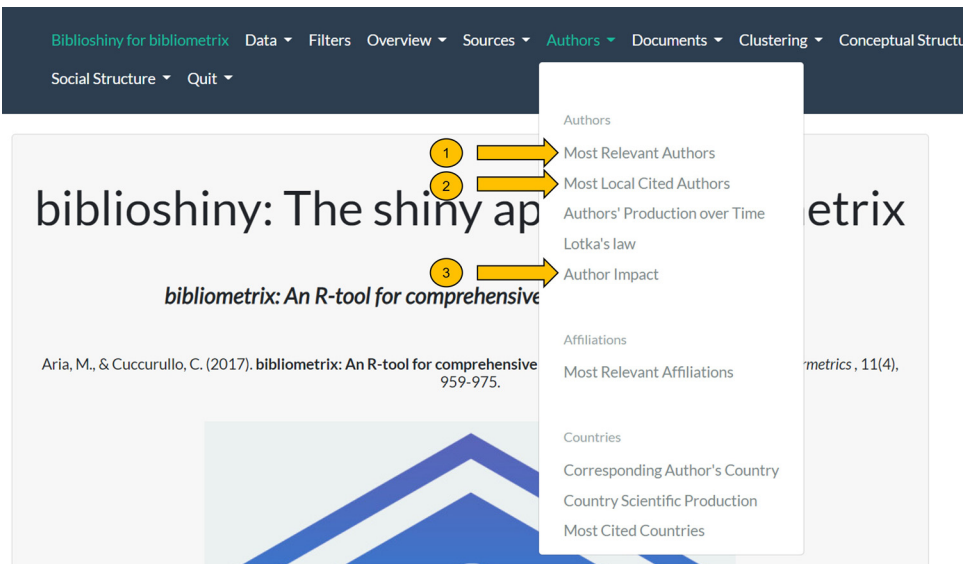 Biblioshiny for bibliometrix Data Filters Overview Sources Authors Documents Clustering Conceptual Structu
Social Structure Quit
Authors
1 Most Relevant Authors
2 Most Local Cited Authors
Authors' Production over Time
Lotka's law
3 Author Impact
Affiliations
Most Relevant Affiliations
Countries
Corresponding Author's Country
Country Scientific Production
Most Cited Countries
biblioshiny: The shiny ap etrix
bibliometrix: An R-tool for comprehensive
Aria, M., & Cuccurullo, C. (2017). bibliometrix: An R-tool for comprehensive metrics , 11(4),
959-975.